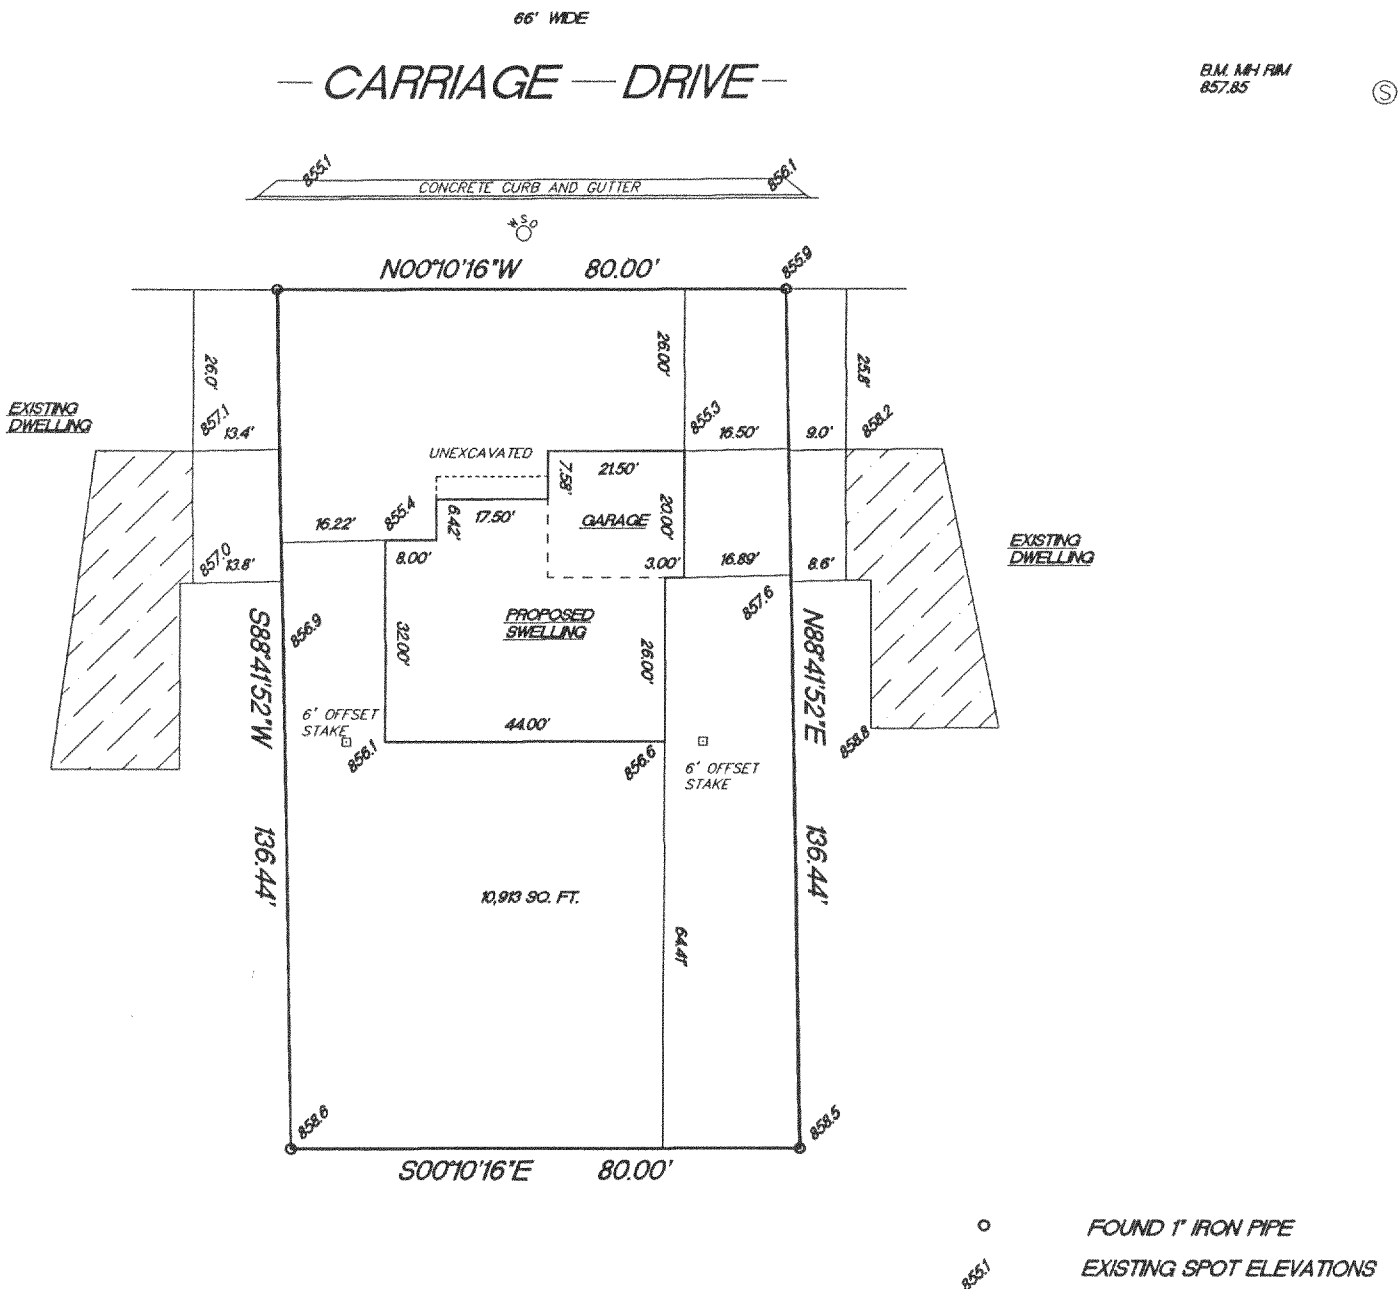 66' WIDE
CARRIAGE DRIVE
B.M. MH RIM
857.85
S
855.1
856.1
CONCRETE CURB AND GUTTER
W S O
N00°10'16"W 80.00'
855.9
26.0'
26.00'
25.8'
EXISTING
DWELLING
857.1
13.4'
855.3
16.50'
9.0'
858.2
UNEXCAVATED
7.58'
21.50'
16.22'
855.4
6.42'
17.50'
GARAGE
20.00'
857.0
13.8'
8.00'
3.00'
16.89'
8.6'
EXISTING
DWELLING
857.6
S88°41'52"W
856.9
32.00'
PROPOSED
SWELLING
26.00'
N88°41'52"E
6' OFFSET
STAKE
856.1
44.00'
856.6
6' OFFSET
STAKE
858.8
136.44'
136.44'
10,913 SQ. FT.
64.41'
858.6
858.5
S00°10'16"E 80.00'
FOUND 1" IRON PIPE
855.1
EXISTING SPOT ELEVATIONS